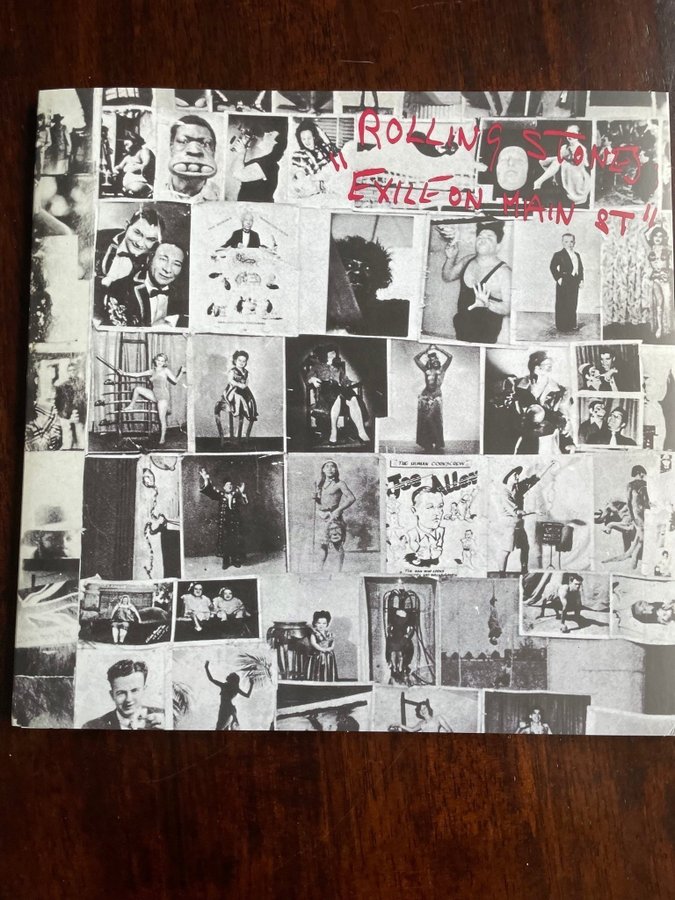 ROLLING STONES
"EXILE ON MAIN ST"
THE HUMAN CORKSCREW
JOE ALLEN